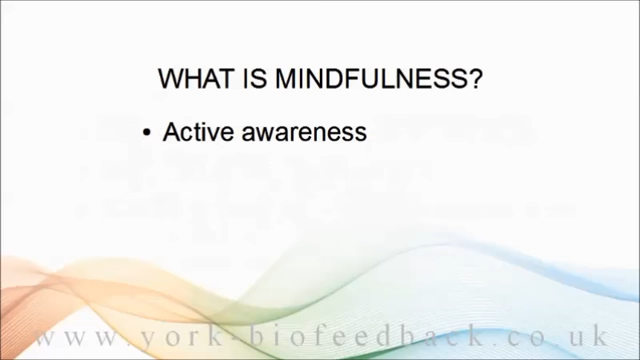 WHAT IS MINDFULNESS?
• Active awareness
www.york-biofeedback.co.uk